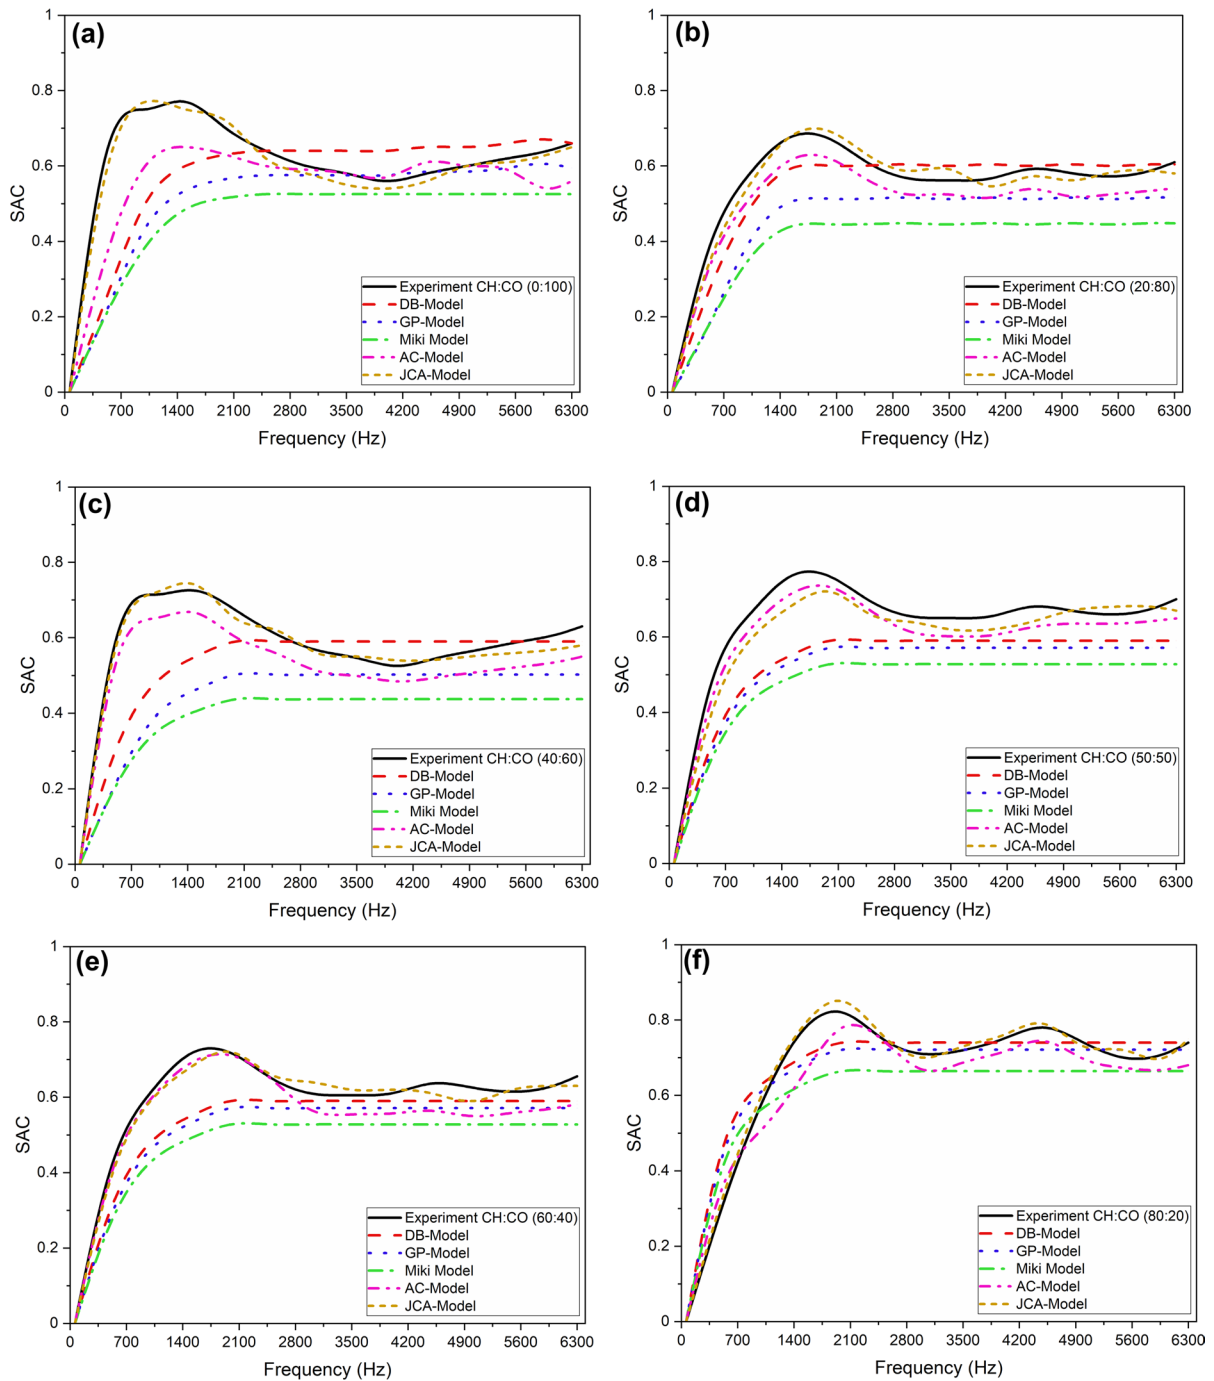 (a)
1
0.8
0.6
0.4
0.2
0
SAC
0 700 1400 2100 2800 3500 4200 4900 5600 6300
Frequency (Hz)
Experiment CH:CO (0:100)
DB-Model
GP-Model
Miki Model
AC-Model
JCA-Model
(b)
1
0.8
0.6
0.4
0.2
0
SAC
0 700 1400 2100 2800 3500 4200 4900 5600 6300
Frequency (Hz)
Experiment CH:CO (20:80)
DB-Model
GP-Model
Miki Model
AC-Model
JCA-Model
(c)
1
0.8
0.6
0.4
0.2
0
SAC
0 700 1400 2100 2800 3500 4200 4900 5600 6300
Frequency (Hz)
Experiment CH:CO (40:60)
DB-Model
GP-Model
Miki Model
AC-Model
JCA-Model
(d)
1
0.8
0.6
0.4
0.2
0
SAC
0 700 1400 2100 2800 3500 4200 4900 5600 6300
Frequency (Hz)
Experiment CH:CO (50:50)
DB-Model
GP-Model
Miki Model
AC-Model
JCA-Model
(e)
1
0.8
0.6
0.4
0.2
0
SAC
0 700 1400 2100 2800 3500 4200 4900 5600 6300
Frequency (Hz)
Experiment CH:CO (60:40)
DB-Model
GP-Model
Miki Model
AC-Model
JCA-Model
(f)
1
0.8
0.6
0.4
0.2
0
SAC
0 700 1400 2100 2800 3500 4200 4900 5600 6300
Frequency (Hz)
Experiment CH:CO (80:20)
DB-Model
GP-Model
Miki Model
AC-Model
JCA-Model